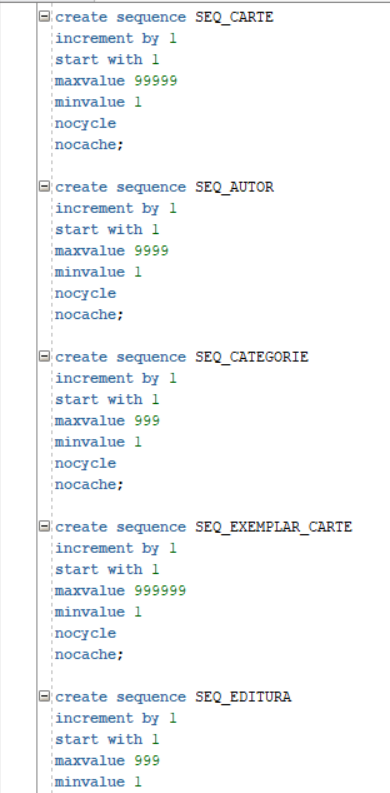 create sequence SEQ_CARTE
increment by 1
start with 1
maxvalue 99999
minvalue 1
nocycle
nocache;
create sequence SEQ_AUTOR
increment by 1
start with 1
maxvalue 9999
minvalue 1
nocycle
nocache;
create sequence SEQ_CATEGORIE
increment by 1
start with 1
maxvalue 999
minvalue 1
nocycle
nocache;
create sequence SEQ_EXEMPLAR_CARTE
increment by 1
start with 1
maxvalue 999999
minvalue 1
nocycle
nocache;
create sequence SEQ_EDITURA
increment by 1
start with 1
maxvalue 999
minvalue 1